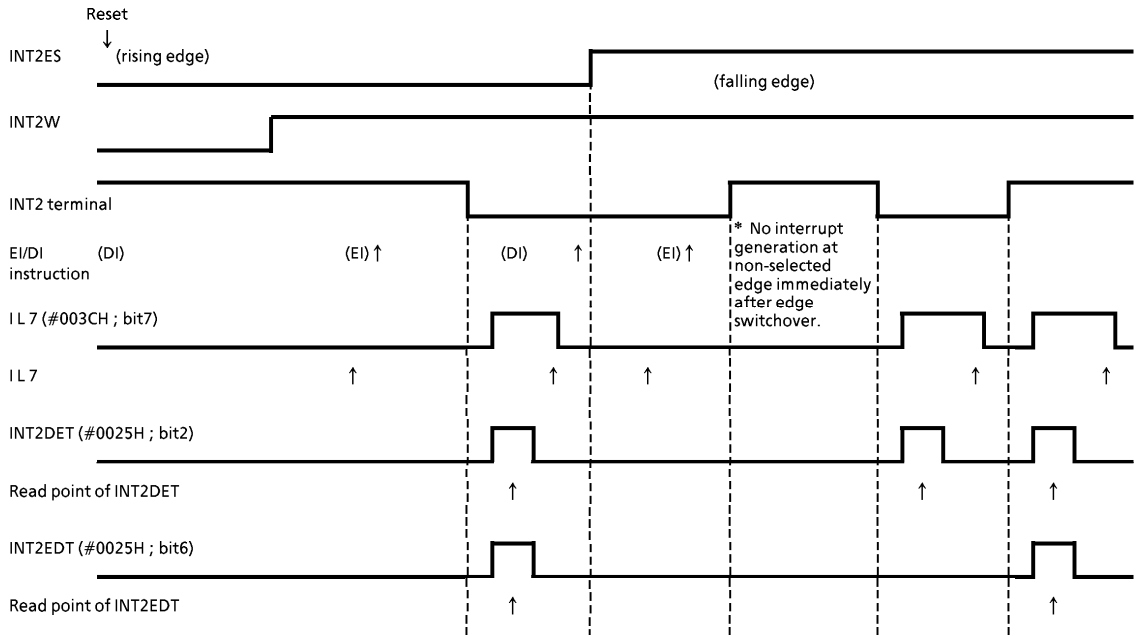 Reset
INT2ES
(rising edge)
(falling edge)
INT2W
INT2 terminal
EI/DI
instruction
(DI)
(EI)
(DI)
(EI)
* No interrupt
generation at
non-selected
edge immediately
after edge
switchover.
I L 7 (#003CH ; bit7)
I L 7
INT2DET (#0025H ; bit2)
Read point of INT2DET
INT2EDT (#0025H ; bit6)
Read point of INT2EDT